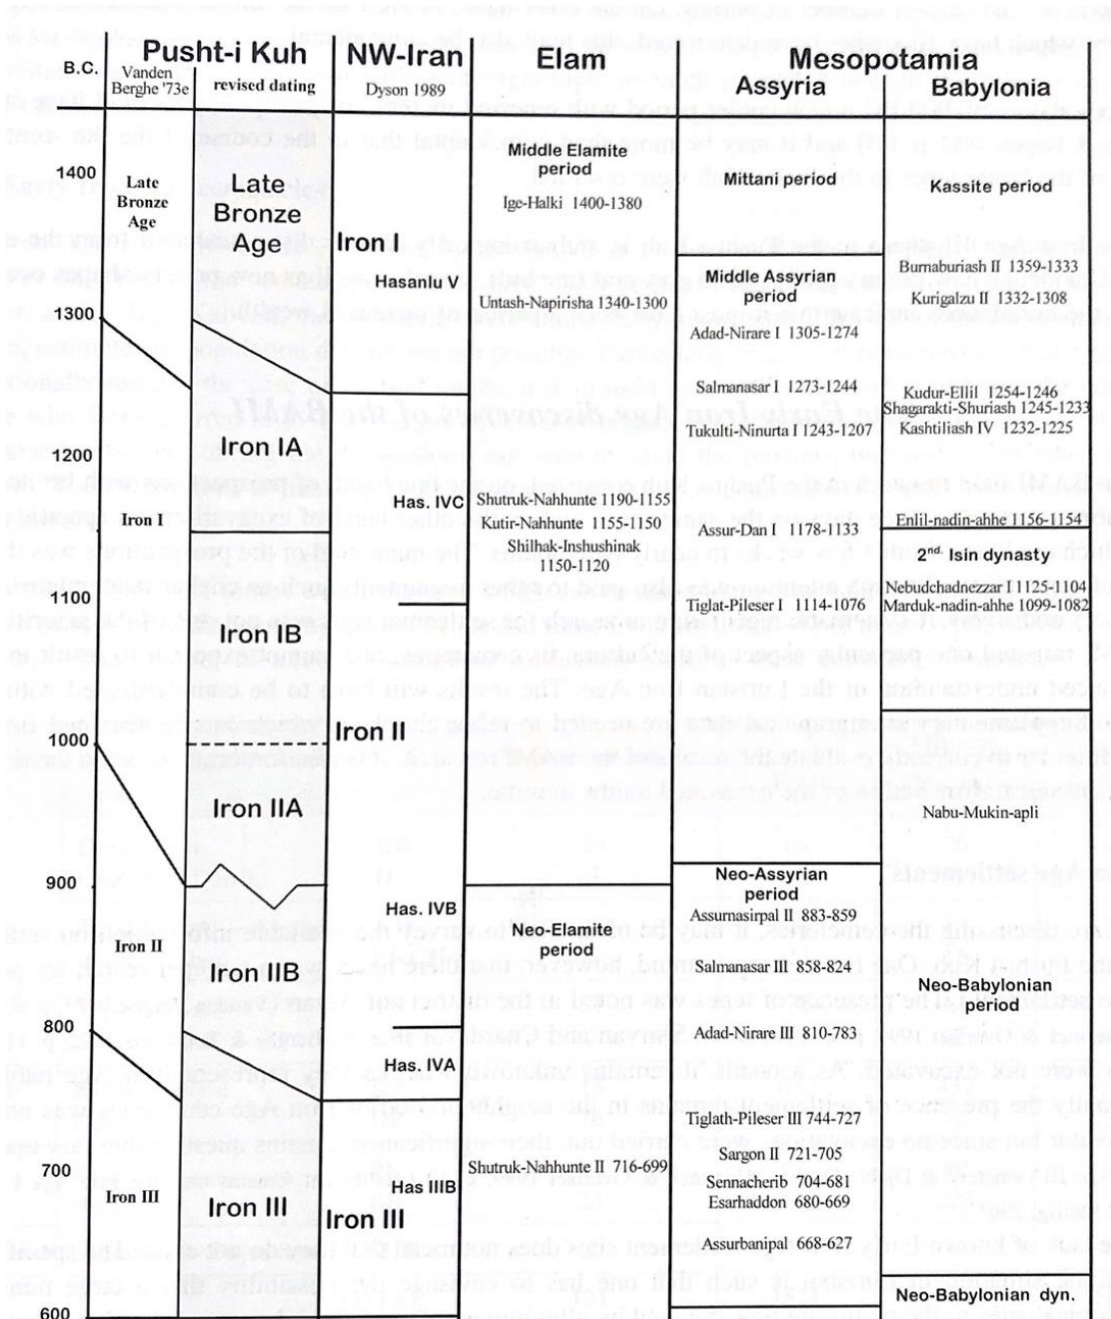 B.C.
1400
1300
1200
1100
1000
900
800
700
600
Pusht-i Kuh
Vanden
Berghe '73e
Late
Bronze
Age
Iron I
Iron II
Iron III
revised dating
Late
Bronze
Age
Iron IA
Iron IB
Iron IIA
Iron IIIB
Iron III
NW-Iran
Dyson 1989
Iron I
Hasanlu V
Has. IVC
Iron II
Has. IVB
Has. IVA
Has IIIB
Iron III
Elam
Middle Elamite
period
Ige-Halki 1400-1380
Untash-Napirisha 1340-1300
Shutruk-Nahhunte 1190-1155
Kutir-Nahhunte 1155-1150
Shilhak-Inshushinak
1150-1120
Neo-Elamite
period
Shutruk-Nahhunte II 716-699
Mesopotamia
Assyria
Mittani period
Middle Assyrian
period
Adad-Nirare I 1305-1274
Salmanasar I 1273-1244
Tukulti-Ninurta I 1243-1207
Assur-Dan I 1178-1133
Tiglat-Pileser I 1114-1076
Neo-Assyrian
period
Assurnasirpal II 883-859
Salmanasar III 858-824
Adad-Nirare III 810-783
Tiglath-Pileser III 744-727
Sargon II 721-705
Sennacherib 704-681
Esarhaddon 680-669
Assurbanipal 668-627
Babylonia
Kassite period
Burnaburiash II 1359-1333
Kurigalzu II 1332-1308
Kudur-Ellil 1254-1246
Shagarakti-Shuriash 1245-1233
Kashtiliash IV 1232-1225
Enlil-nadin-ahhe 1156-1154
2nd Isin dynasty
Nebudchadnezzar I 1125-1104
Marduk-nadin-ahhe 1099-1082
Nabu-Mukin-apli
Neo-Babylonian
period
Neo-Babylonian dyn.